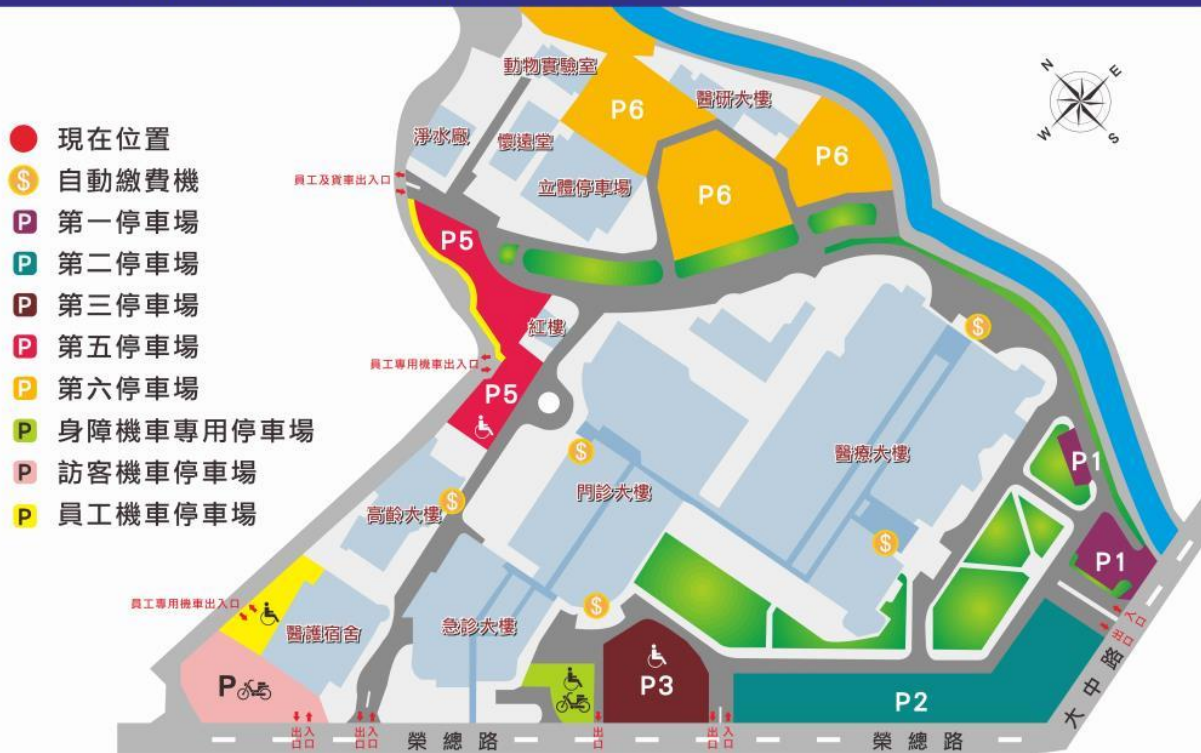 現在位置
$ 自動繳費機
P 第一停車場
P 第二停車場
P 第三停車場
P 第五停車場
P 第六停車場
P 身障機車專用停車場
P 訪客機車停車場
P 員工機車停車場
N
E
W
S
動物實驗室
醫研大樓
淨水廠
懷遠堂
P6
P6
員工及貨車出入口
立體停車場
P6
P5
紅樓
$
員工專用機車出入口
P5
$
醫療大樓
P1
門診大樓
高齡大樓
$
$
P1
員工專用機車出入口
醫護宿舍
急診大樓
$
出口
入口
大中路
P
P3
P2
出口
入口
出口
入口
榮總路
出口
出口
入口
榮總路